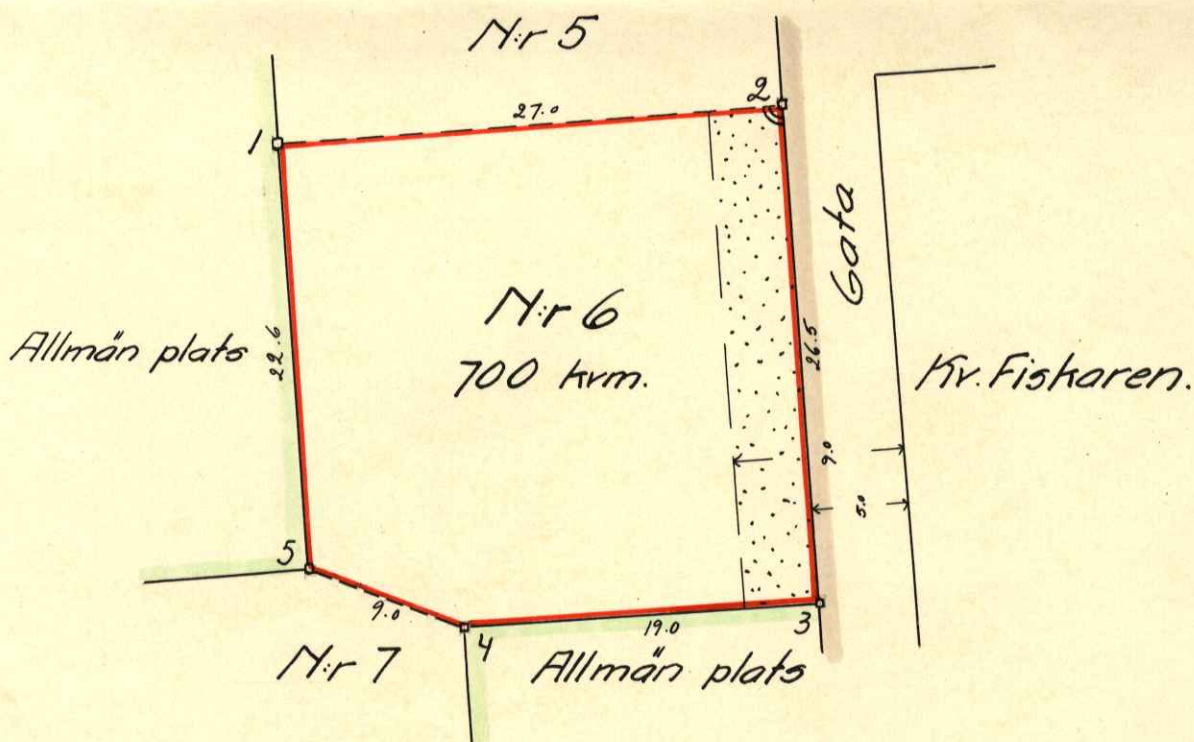 N:r 5
1
27.0
2
Gata
N:r 6
700 kvm.
Allmän plats
22.6
26.5
Kv. Fiskaren.
9.0
5.0
5
9.0
4
19.0
3
N:r 7
Allmän plats